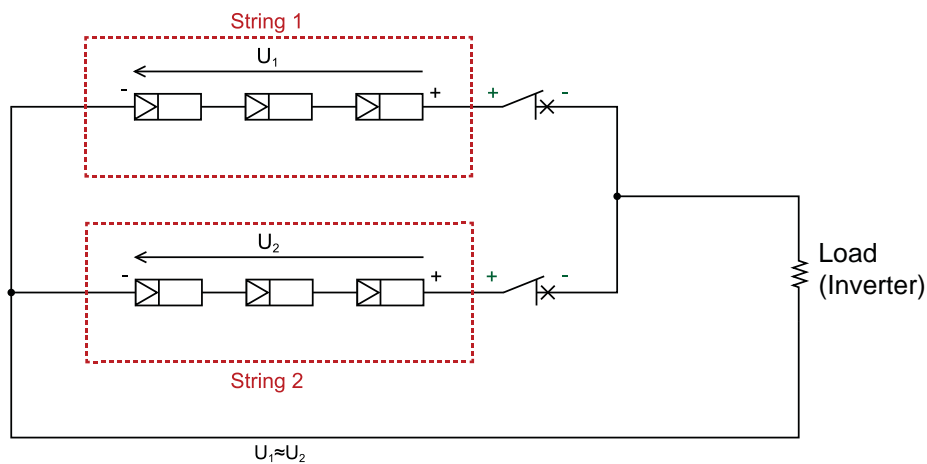 String 1
U₁
- + + -
U₂
- + + -
Load
(Inverter)
String 2
U₁≈U₂